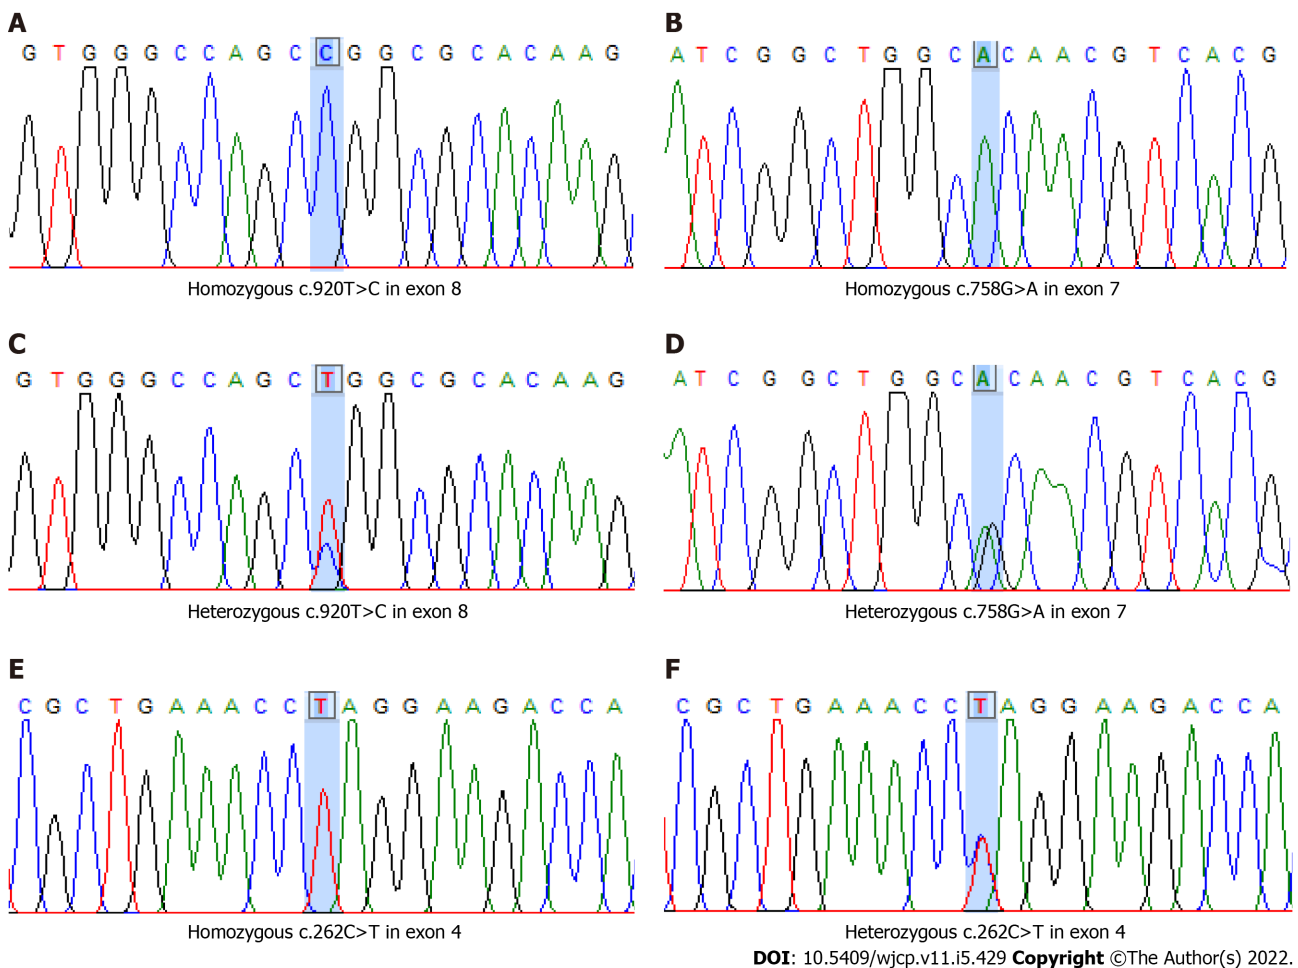 A
G T G G G C C A G C C G G C G C A C A A G
Homozygous c.920T>C in exon 8
B
A T C G G C T G G C A C A A C G T C A C G
Homozygous c.758G>A in exon 7
C
G T G G G C C A G C T G G C G C A C A A G
Heterozygous c.920T>C in exon 8
D
A T C G G C T G G C A C A A C G T C A C G
Heterozygous c.758G>A in exon 7
E
C G C T G A A A C C T A G G A A G A C C A
Homozygous c.262C>T in exon 4
F
C G C T G A A A C C T A G G A A G A C C A
Heterozygous c.262C>T in exon 4
DOI: 10.5409/wjcp.v11.i5.429 Copyright ©The Author(s) 2022.